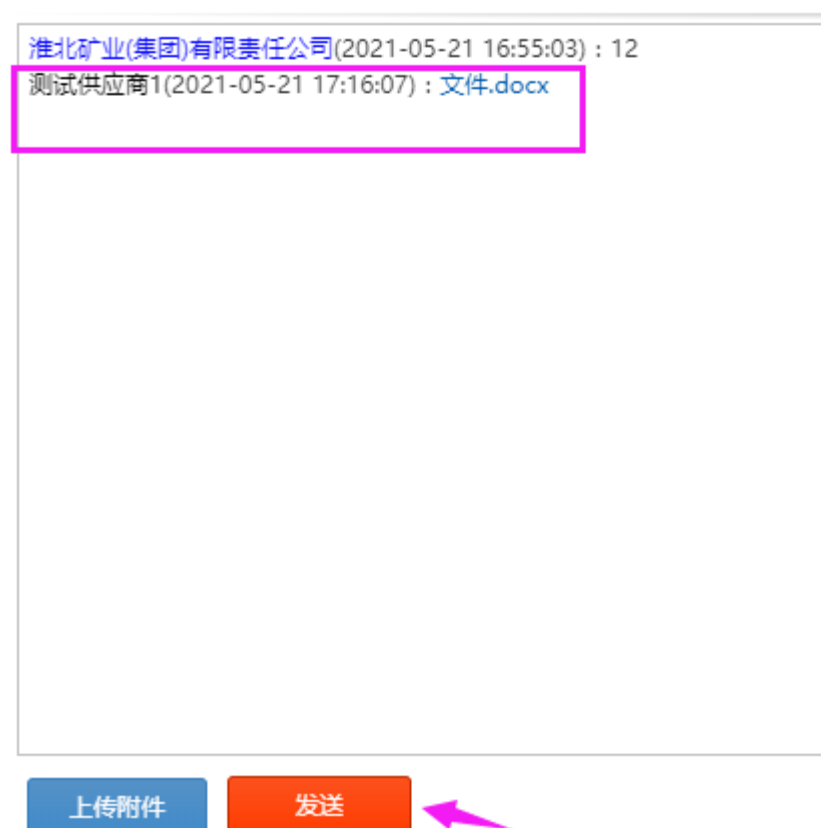 淮北矿业(集团)有限责任公司(2021-05-21 16:55:03) : 12
测试供应商1(2021-05-21 17:16:07) : 文件.docx
上传附件
发送